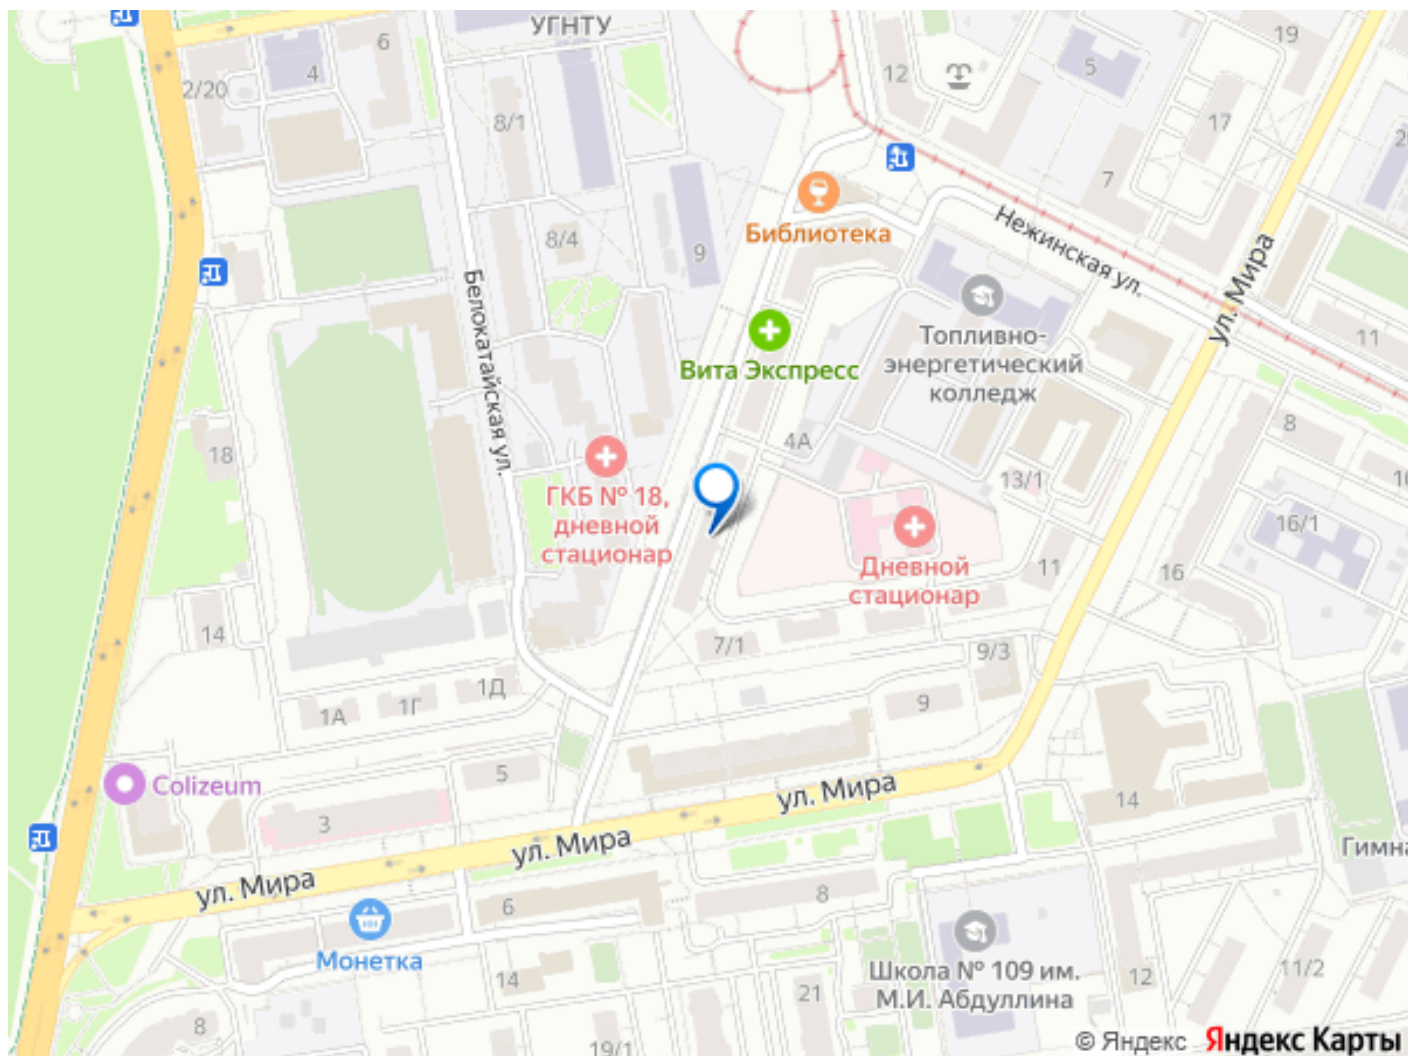 УГНТУ
19
6
12
5
4
2/20
17
8/1
7
Библиотека
8/4
9
Нежинская ул.
ул. Мира
Белокатайская ул.
Топливно-
энергетический
колледж
11
Вита Экспресс
8
4А
18
13/1
ГКБ № 18,
дневной
стационар
16/1
Дневной
стационар
11
16
14
7/1
9/3
1Д
1Г
1А
9
5
Colizeum
ул. Мира
14
3
ул. Мира
ул. Мира
6
8
Монетка
14
Школа № 109 им.
М.И. Абдуллина
12
11/2
21
8
19/1
© Яндекс Яндекс Карты